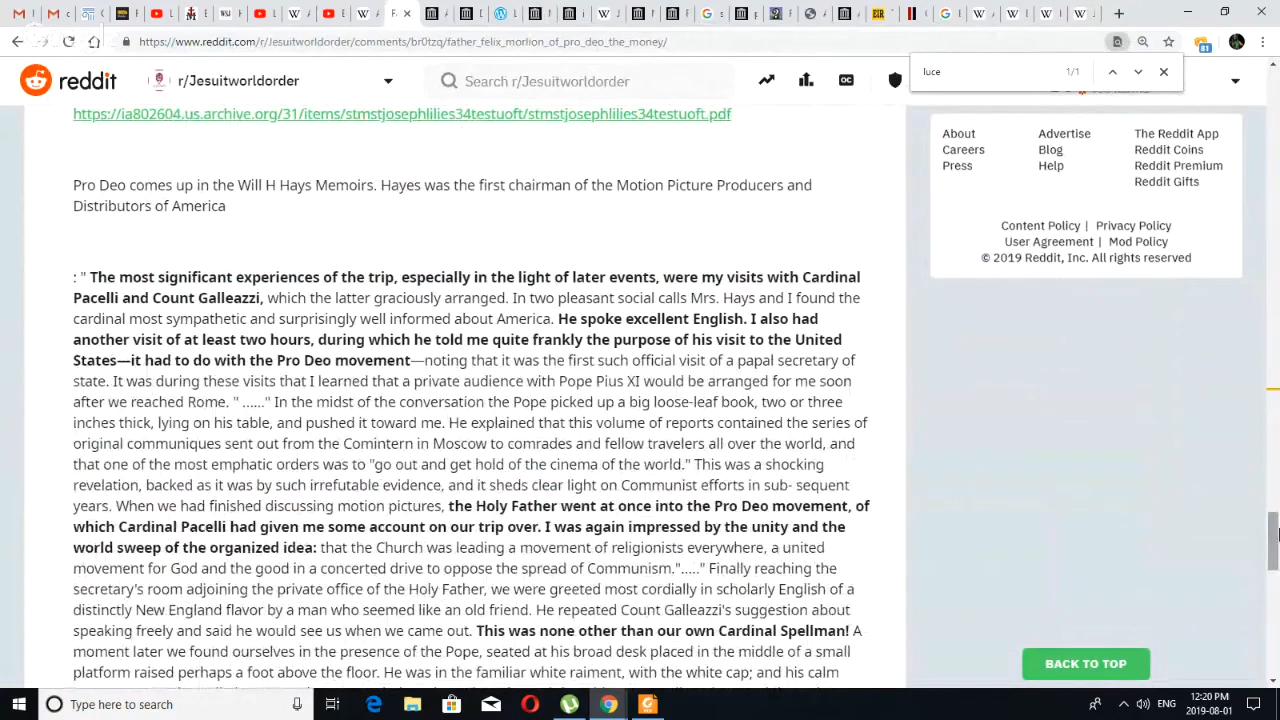 https://www.reddit.com/r/Jesuitworldorder/comments/br0tzq/father_felix_morlion_of_pro_deo_the_money/
81
luce
1/1
reddit
r/Jesuitworldorder
Search r/Jesuitworldorder
https://ia802604.us.archive.org/31/items/stmstjosephlilies34testuoft/stmstjosephlilies34testuoft.pdf
Pro Deo comes up in the Will H Hays Memoirs. Hayes was the first chairman of the Motion Picture Producers and
Distributors of America
: " The most significant experiences of the trip, especially in the light of later events, were my visits with Cardinal
Pacelli and Count Galleazzi, which the latter graciously arranged. In two pleasant social calls Mrs. Hays and I found the
cardinal most sympathetic and surprisingly well informed about America. He spoke excellent English. I also had
another visit of at least two hours, during which he told me quite frankly the purpose of his visit to the United
States—it had to do with the Pro Deo movement—noting that it was the first such official visit of a papal secretary of
state. It was during these visits that I learned that a private audience with Pope Pius XI would be arranged for me soon
after we reached Rome. " ......" In the midst of the conversation the Pope picked up a big loose-leaf book, two or three
inches thick, lying on his table, and pushed it toward me. He explained that this volume of reports contained the series of
original communiques sent out from the Comintern in Moscow to comrades and fellow travelers all over the world, and
that one of the most emphatic orders was to "go out and get hold of the cinema of the world." This was a shocking
revelation, backed as it was by such irrefutable evidence, and it sheds clear light on Communist efforts in sub- sequent
years. When we had finished discussing motion pictures, the Holy Father went at once into the Pro Deo movement, of
which Cardinal Pacelli had given me some account on our trip over. I was again impressed by the unity and the
world sweep of the organized idea: that the Church was leading a movement of religionists everywhere, a united
movement for God and the good in a concerted drive to oppose the spread of Communism."....." Finally reaching the
secretary's room adjoining the private office of the Holy Father, we were greeted most cordially in scholarly English of a
distinctly New England flavor by a man who seemed like an old friend. He repeated Count Galleazzi's suggestion about
speaking freely and said he would see us when we came out. This was none other than our own Cardinal Spellman! A
moment later we found ourselves in the presence of the Pope, seated at his broad desk placed in the middle of a small
platform raised perhaps a foot above the floor. He was in the familiar white raiment, with the white cap; and his calm
About
Advertise
The Reddit App
Careers
Blog
Reddit Coins
Press
Help
Reddit Premium
Reddit Gifts
Content Policy | Privacy Policy
User Agreement | Mod Policy
© 2019 Reddit, Inc. All rights reserved
BACK TO TOP
Type here to search
ENG
12:20 PM
2019-08-01